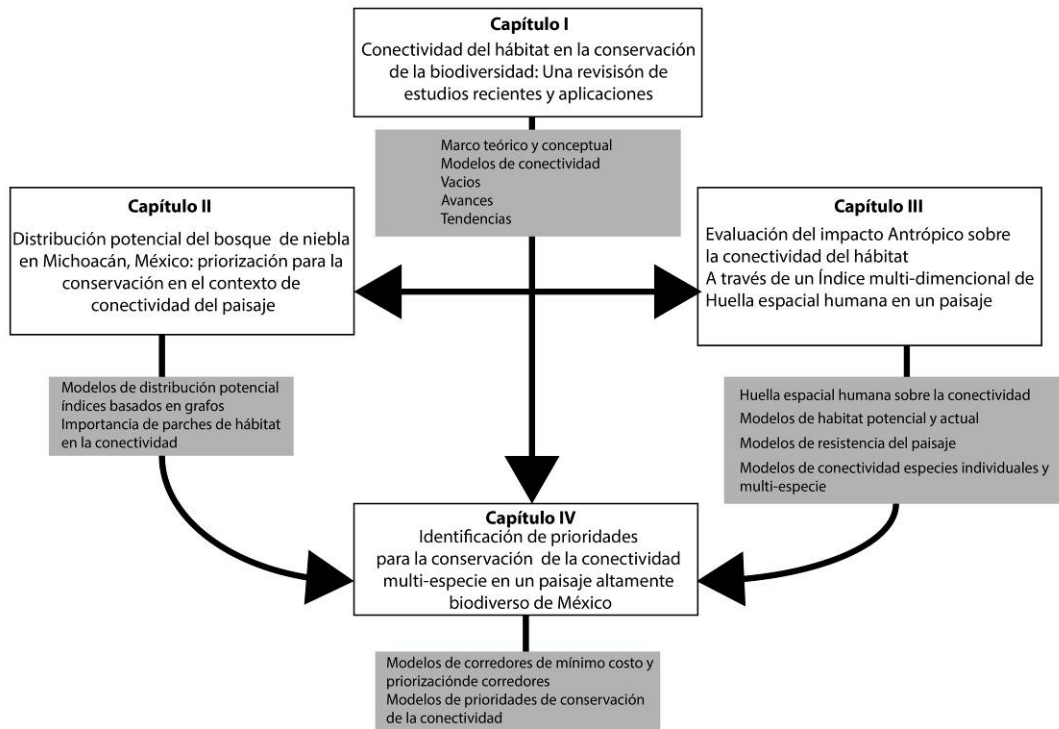 Capítulo I
Conectividad del hábitat en la conservación
de la biodiversidad: Una revisisón de
estudios recientes y aplicaciones
Marco teórico y conceptual
Modelos de conectividad
Vacios
Avances
Tendencias
Capítulo II
Distribución potencial del bosque de niebla
en Michoacán, México: priorización para la
conservación en el contexto de
conectividad del paisaje
Capítulo III
Evaluación del impacto Antrópico sobre
la conectividad del hábitat
A través de un Índice multi-dimencional de
Huella espacial humana en un paisaje
Modelos de distribución potencial
índices basados en grafos
Importancia de parches de hábitat
en la conectividad
Huella espacial humana sobre la conectividad
Modelos de habitat potencial y actual
Modelos de resistencia del paisaje
Modelos de conectividad especies individuales y
multi-especie
Capítulo IV
Identificación de prioridades
para la conservación de la conectividad
multi-especie en un paisaje altamente
biodiverso de México
Modelos de corredores de mínimo costo y
priorizaciónde corredores
Modelos de prioridades de conservación
de la conectividad